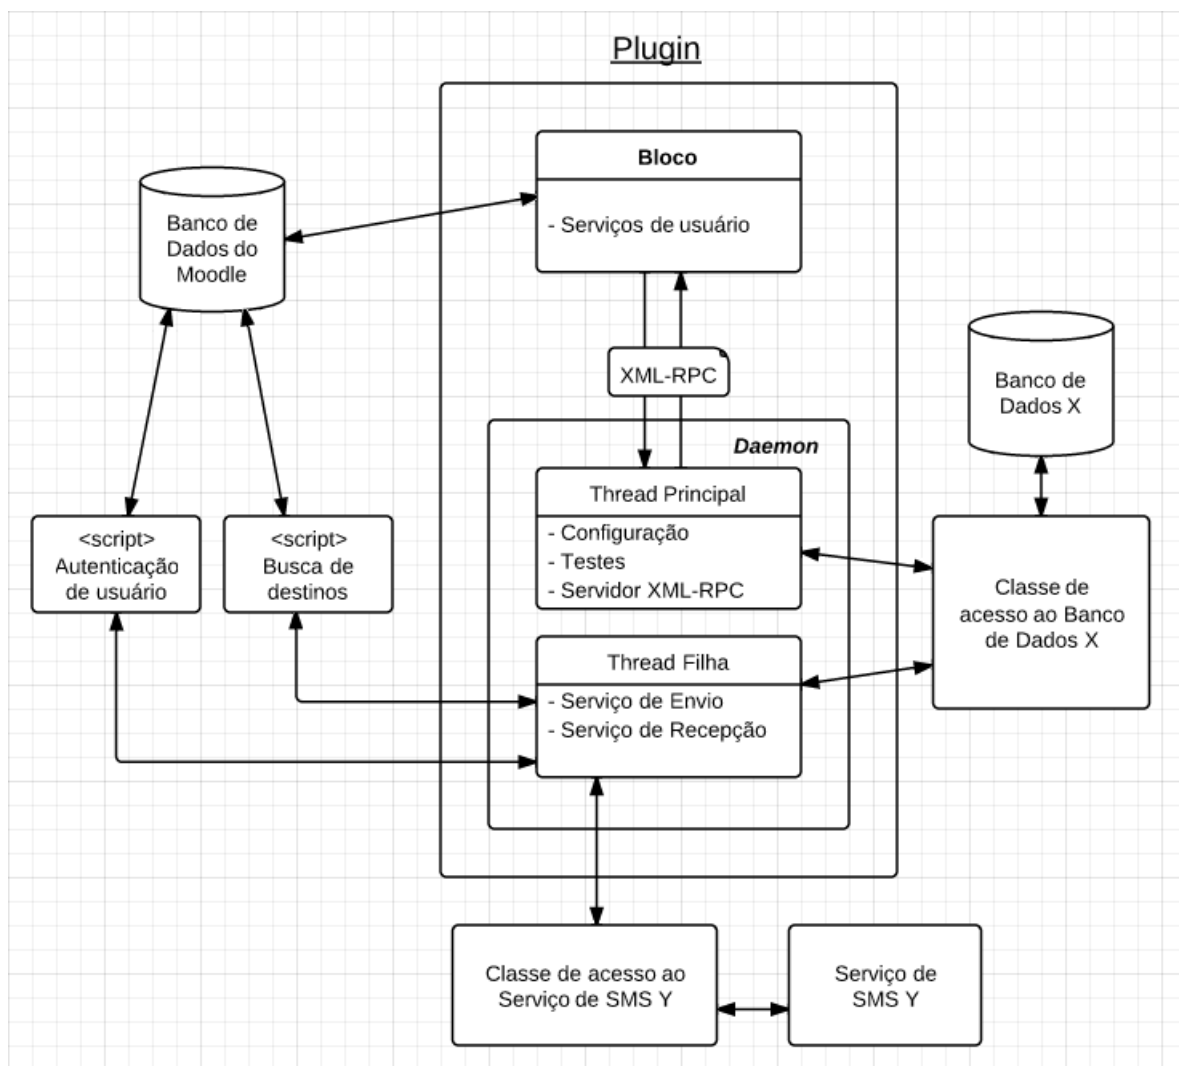 Plugin
Bloco
- Serviços de usuário
Banco de
Dados do
Moodle
XML-RPC
Banco de
Dados X
Daemon
Thread Principal
- Configuração
- Testes
- Servidor XML-RPC
<script>
Autenticação
de usuário
<script>
Busca de
destinos
Classe de
acesso ao Banco
de Dados X
Thread Filha
- Serviço de Envio
- Serviço de Recepção
Classe de acesso ao
Serviço de SMS Y
Serviço de
SMS Y